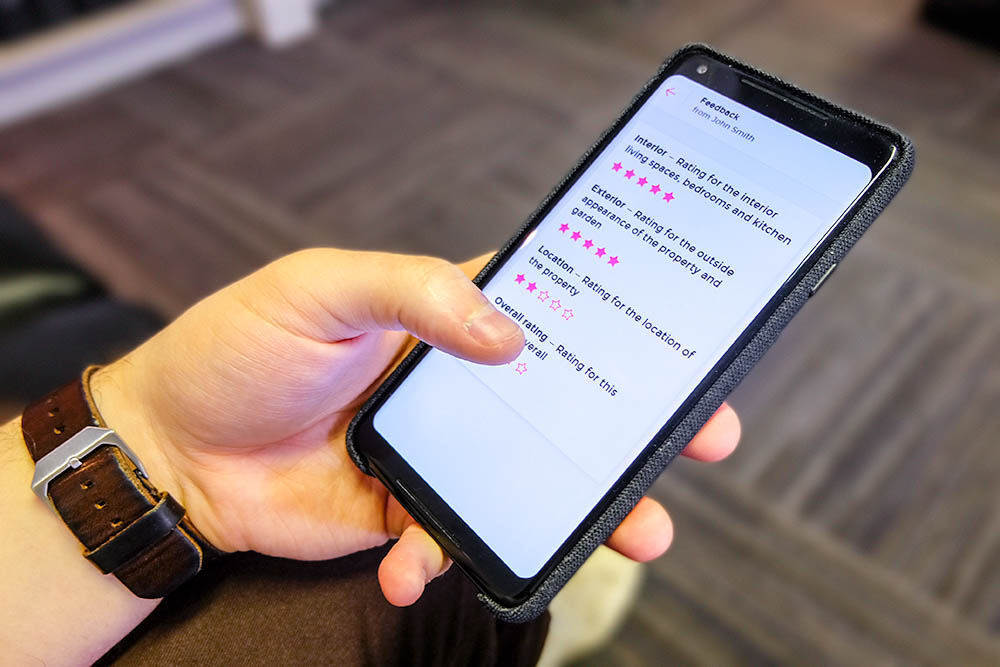 Feedback
from John Smith
Interior – Rating for the interior
living spaces, bedrooms and kitchen
Exterior – Rating for the outside
appearance of the property and
garden
Location – Rating for the location of
the property
Overall rating – Rating for this
overall